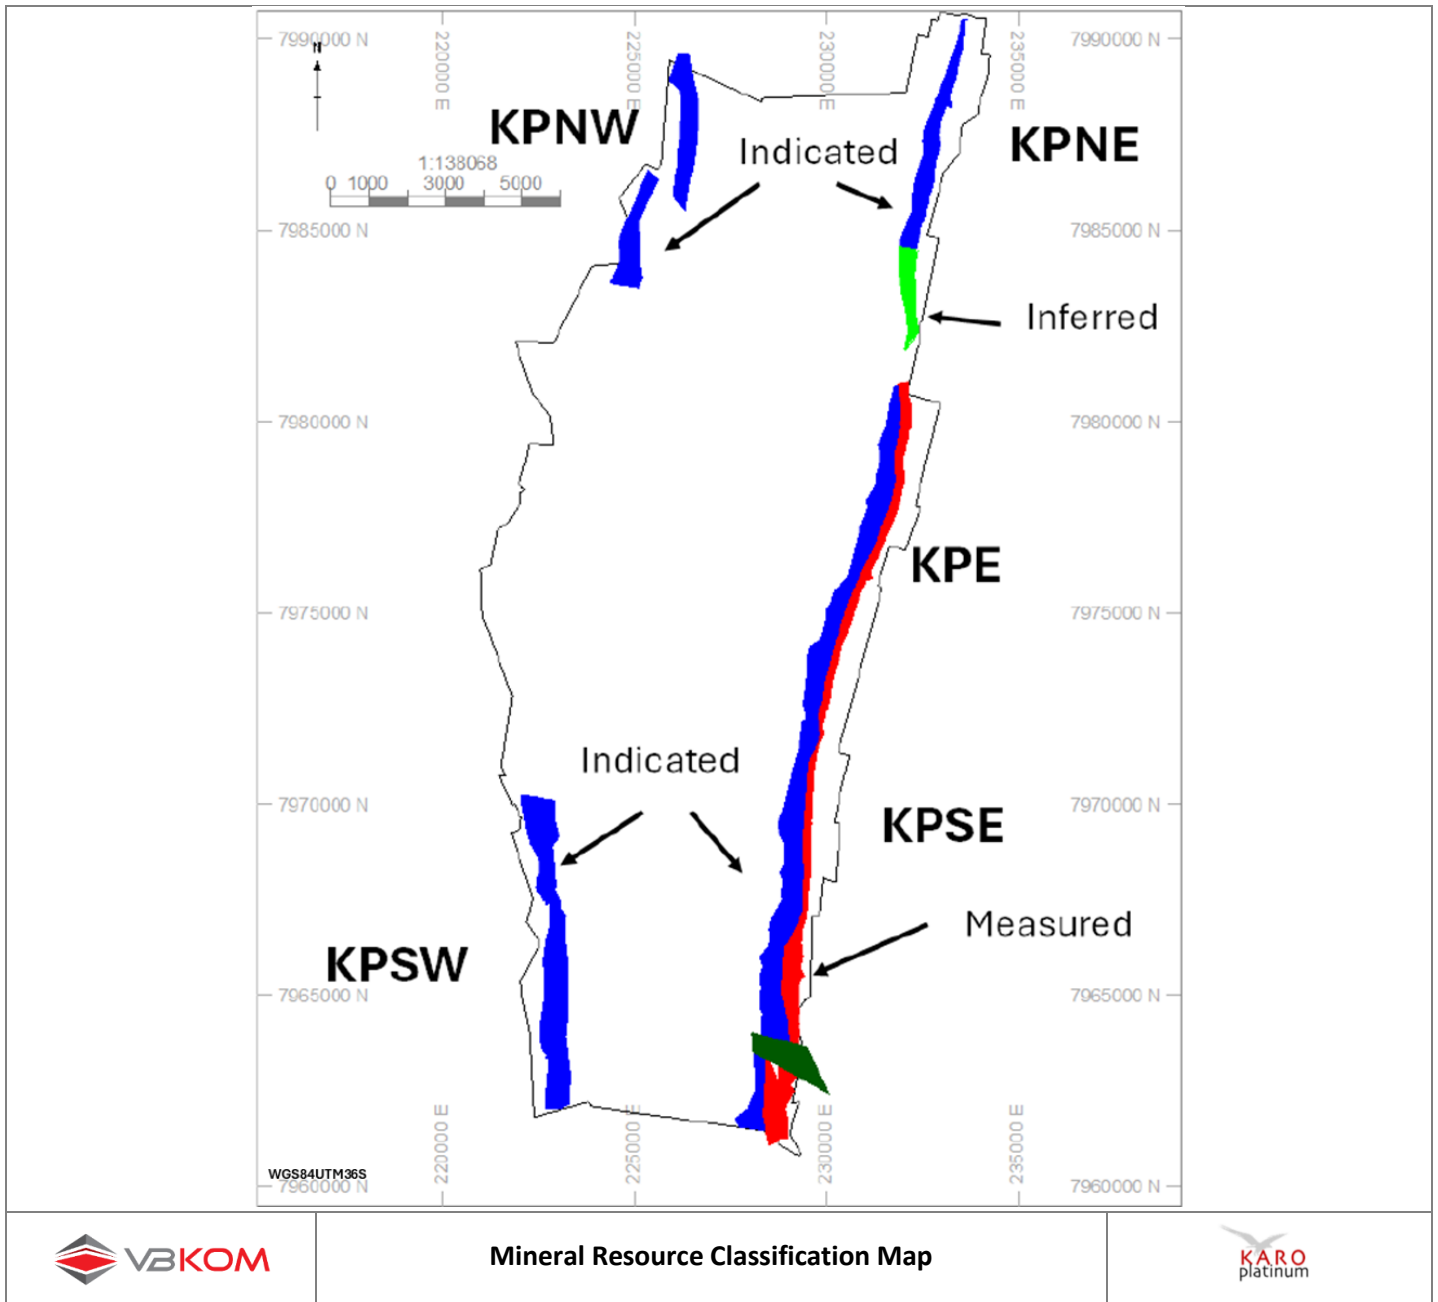 7990000 N
220000 E
225000 E
230000 E
235000 E
7990000 N
N
KPNW
Indicated
KPNE
1:138068
0 1000 3000 5000
7985000 N
7985000 N
Inferred
7980000 N
7980000 N
KPE
7975000 N
7975000 N
Indicated
7970000 N
7970000 N
KPSE
Measured
KPSW
7965000 N
7965000 N
220000 E
225000 E
230000 E
235000 E
WGS84UTM36S
7960000 N
7960000 N
VBKOM
Mineral Resource Classification Map
KARO
platinum